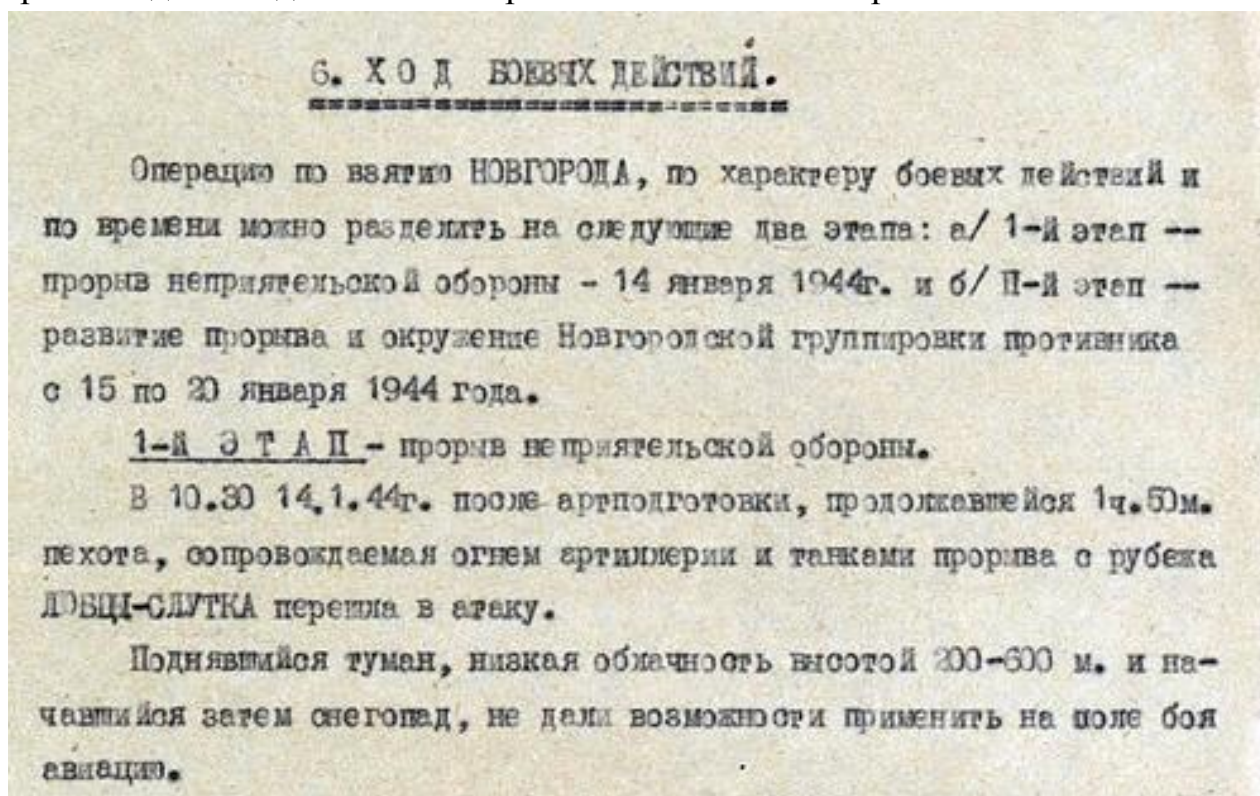 6. Х О Д БОЕВЫХ ДЕЙСТВИЙ.
Операцию по взятию НОВГОРОДА, по характеру боевых действий и
по времени можно разделить на следующие два этапа: а/ 1-й этап --
прорыв неприятельской обороны - 14 января 1944г. и б/ П-й этап --
развитие прорыва и окружение Новгородской группировки противника
с 15 по 20 января 1944 года.
1-й Э Т А П - прорыв неприятельской обороны.
В 10.30 14.1.44г. после артподготовки, продолжавшейся 1ч.50м.
пехота, сопровождаемая огнем артиллерии и танками прорыва с рубежа
ЛОБЦЫ-СЛУТКА перешла в атаку.
Поднявшийся туман, низкая облачность высотой 200-600 м. и на-
чавшийся затем снегопад, не дали возможности применить на поле боя
авиацию.